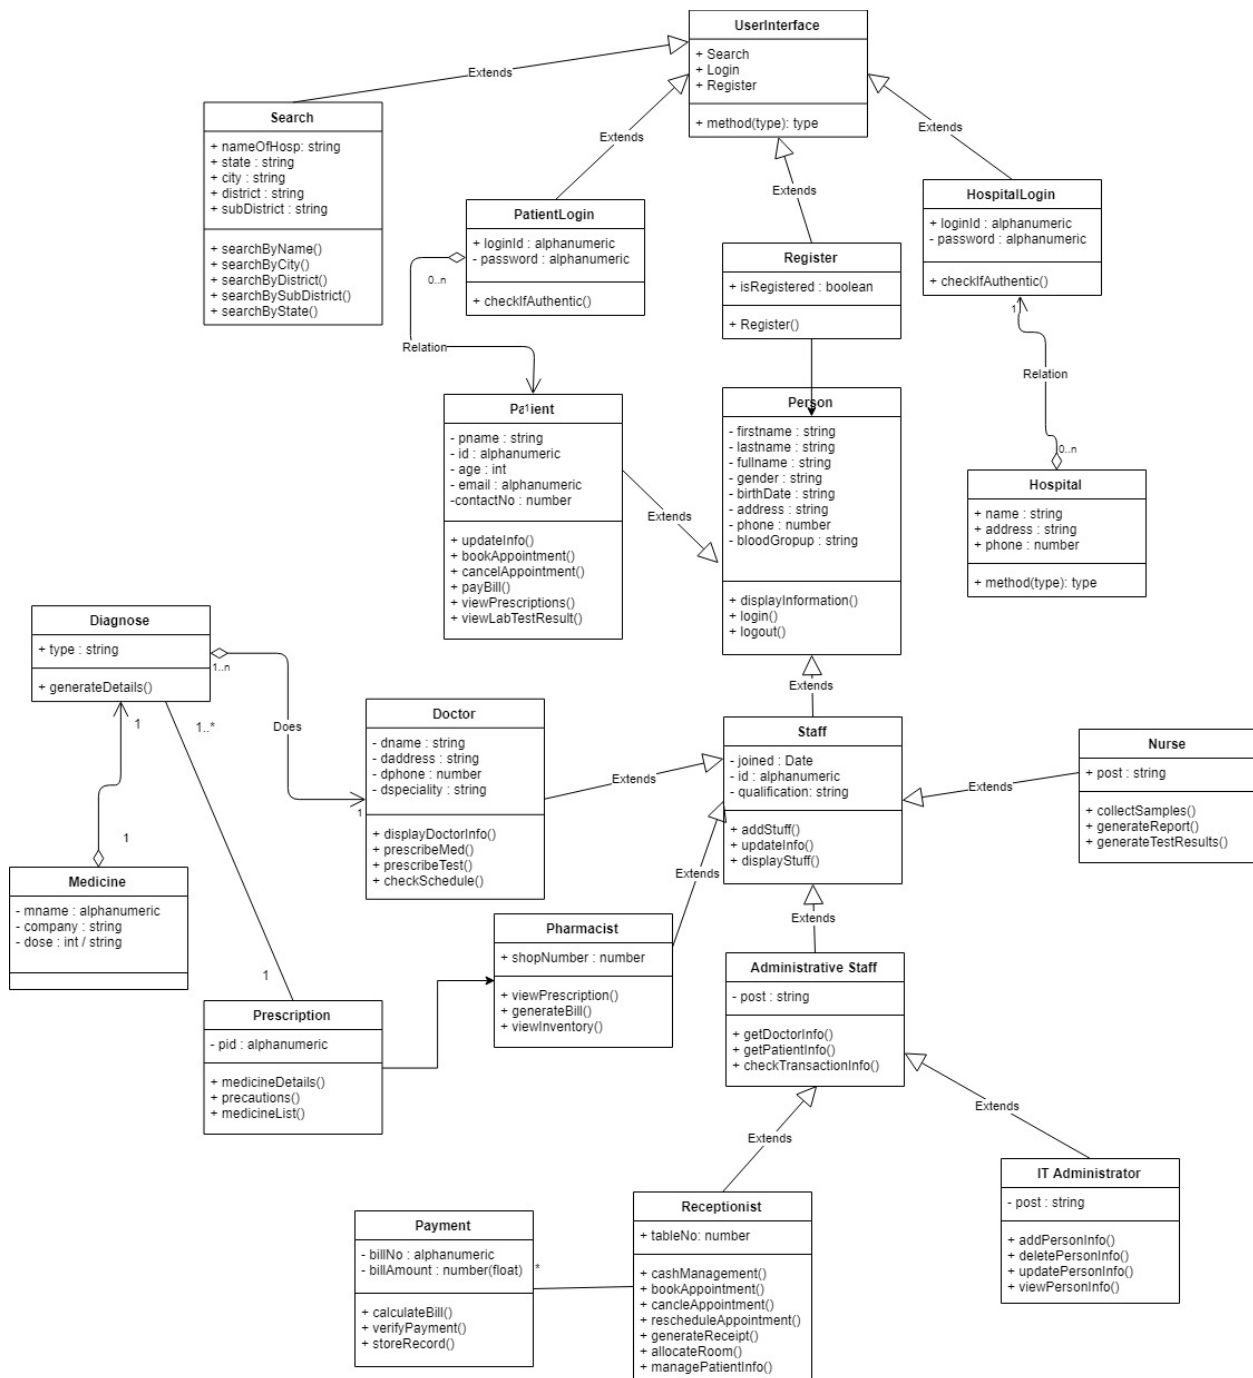 UserInterface
+ Search
+ Login
+ Register
+ method(type): type
Extends
Extends
Extends
Extends
Search
+ nameOfHosp: string
+ state : string
+ city : string
+ district : string
+ subDistrict : string
+ searchByName()
+ searchByCity()
+ searchByDistrict()
+ searchBySubDistrict()
+ searchByState()
PatientLogin
+ loginId : alphanumeric
- password : alphanumeric
+ checkIfAuthentic()
0..n
Relation
Register
+ isRegistered : boolean
+ Register()
HospitalLogin
+ loginId : alphanumeric
- password : alphanumeric
+ checkIfAuthentic()
1
Relation
0..n
Patient
1
- pname : string
- id : alphanumeric
- age : int
- email : alphanumeric
-contactNo : number
+ updateInfo()
+ bookAppointment()
+ cancelAppointment()
+ payBill()
+ viewPrescriptions()
+ viewLabTestResult()
Extends
Person
- firstname : string
- lastname : string
- fullname : string
- gender : string
- birthDate : string
- address : string
- phone : number
- bloodGropup : string
+ displayInformation()
+ login()
+ logout()
Hospital
+ name : string
+ address : string
+ phone : number
+ method(type): type
Diagnose
+ type : string
+ generateDetails()
1..n
Does
1
1
1..*
1
1
Extends
Doctor
- dname : string
- daddress : string
- dphone : number
- dspeciality : string
+ displayDoctorInfo()
+ prescribeMed()
+ prescribeTest()
+ checkSchedule()
Extends
Staff
- joined : Date
- id : alphanumeric
- qualification: string
+ addStuff()
+ updateInfo()
+ displayStuff()
Extends
Nurse
+ post : string
+ collectSamples()
+ generateReport()
+ generateTestResults()
Medicine
- mname : alphanumeric
- company : string
- dose : int / string
Extends
Extends
Pharmacist
+ shopNumber : number
+ viewPrescription()
+ generateBill()
+ viewInventory()
Administrative Staff
- post : string
+ getDoctorInfo()
+ getPatientInfo()
+ checkTransactionInfo()
Prescription
- pid : alphanumeric
+ medicineDetails()
+ precautions()
+ medicineList()
Extends
Extends
IT Administrator
- post : string
+ addPersonInfo()
+ deletePersonInfo()
+ updatePersonInfo()
+ viewPersonInfo()
Payment
- billNo : alphanumeric
- billAmount : number(float)
+ calculateBill()
+ verifyPayment()
+ storeRecord()
*
Receptionist
+ tableNo: number
+ cashManagement()
+ bookAppointment()
+ cancleAppointment()
+ rescheduleAppointment()
+ generateReceipt()
+ allocateRoom()
+ managePatientInfo()